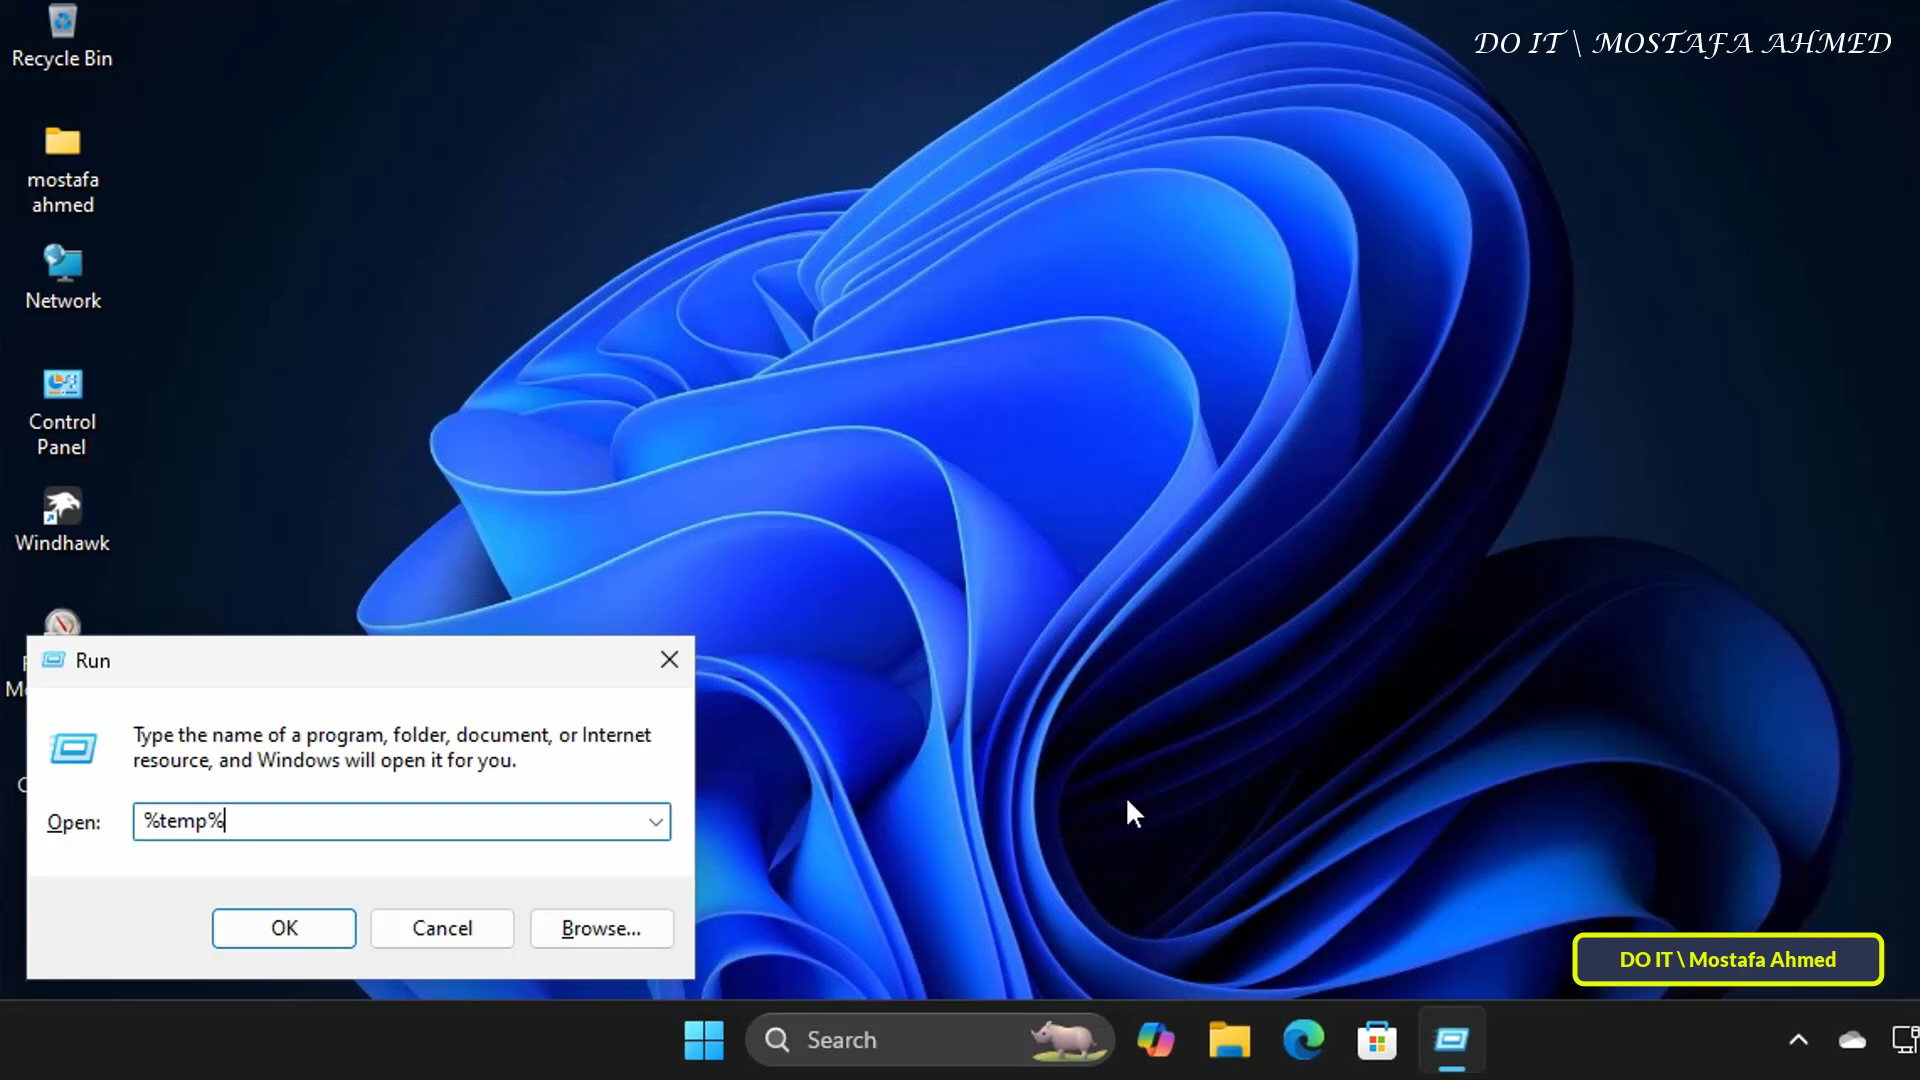 DO IT \ MOSTAFA AHMED
Recycle Bin
mostafa
ahmed
Network
Control
Panel
Windhawk
Run
Type the name of a program, folder, document, or Internet
resource, and Windows will open it for you.
Open:
%temp%
OK
Cancel
Browse...
DO IT \ Mostafa Ahmed
Search